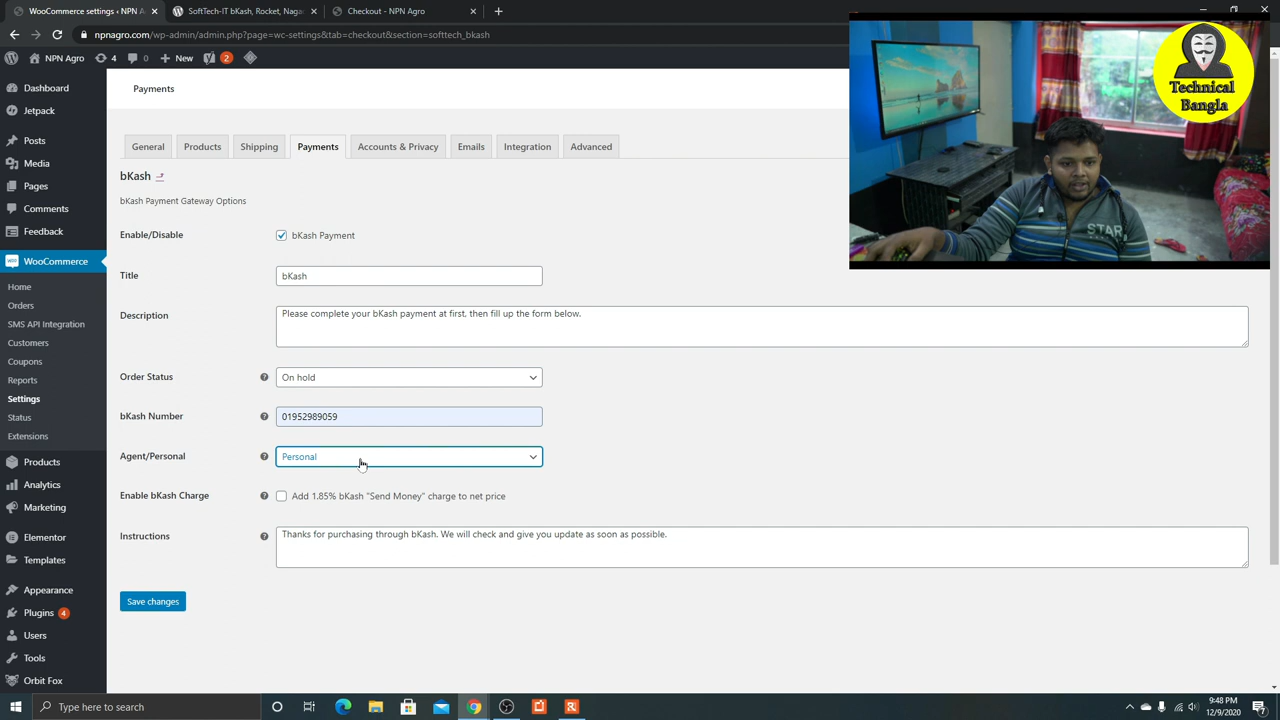 WooCommerce settings ‹ NPN A
SoftTech IT bKash, Rocket, Naga
Checkout - NPN Agro
npnagro.com/wp-admin/admin.php?page=wc-settings&tab=checkout&section=softtech_bk
NPN Agro
4
0
New
2
Dashboard
Jetpack
Posts
Media
Pages
Comments
Feedback
WooCommerce
Home
Orders
SMS API Integration
Customers
Coupons
Reports
Settings
Status
Extensions
Products
Analytics
Marketing
Elementor
Templates
Appearance
Plugins 4
Users
Tools
Orbit Fox
Payments
General
Products
Shipping
Payments
Accounts & Privacy
Emails
Integration
Advanced
bKash
bKash Payment Gateway Options
Enable/Disable
bKash Payment
Title
bKash
Description
Please complete your bKash payment at first, then fill up the form below.
Order Status
On hold
bKash Number
01952989059
Agent/Personal
Personal
Enable bKash Charge
Add 1.85% bKash "Send Money" charge to net price
Instructions
Thanks for purchasing through bKash. We will check and give you update as soon as possible.
Save changes
Technical
Bangla
STAR
Type here to search
9:48 PM
12/9/2020